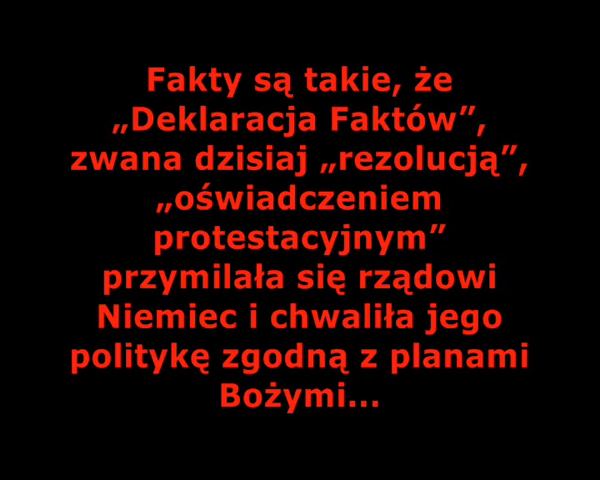 Fakty są takie, że
„Deklaracja Faktów”,
zwana dzisiaj „rezolucją”,
„oświadczeniem
protestacyjnym”
przymilała się rządowi
Niemiec i chwaliła jego
politykę zgodną z planami
Bożymi...